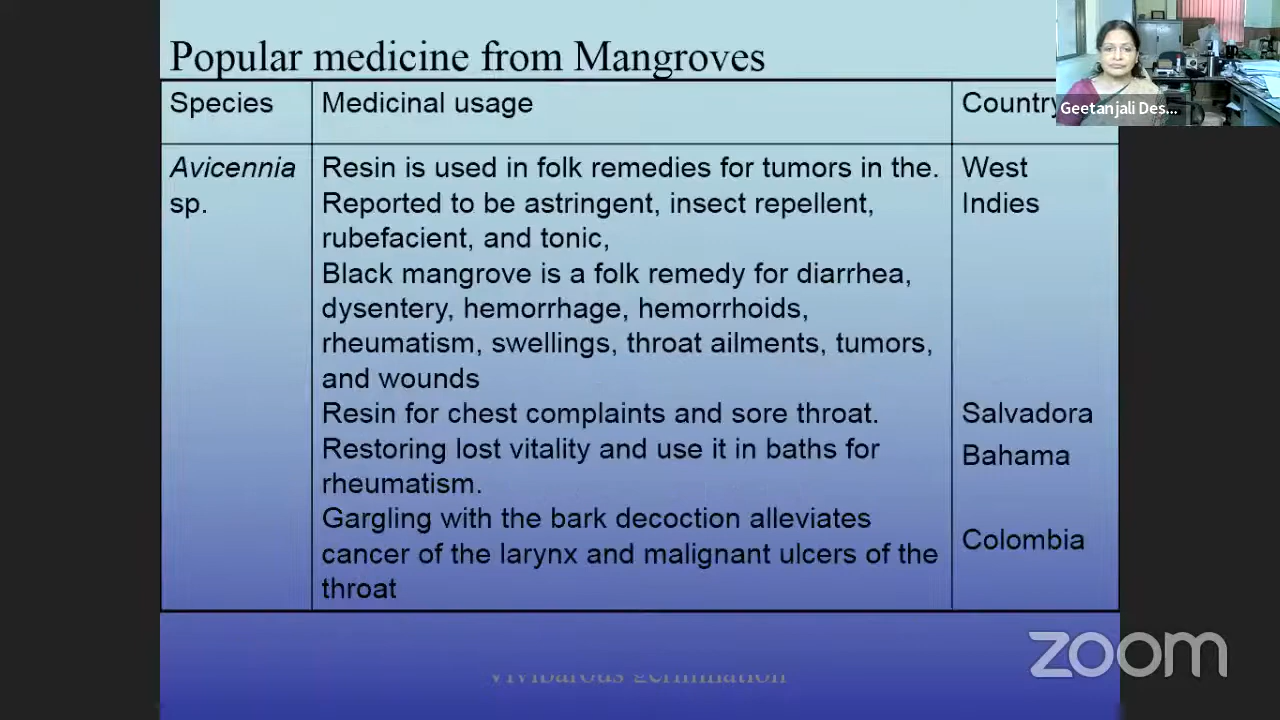 Popular medicine from Mangroves
Species
Medicinal usage
Country
Avicennia
sp.
Resin is used in folk remedies for tumors in the.
Reported to be astringent, insect repellent,
rubefacient, and tonic,
Black mangrove is a folk remedy for diarrhea,
dysentery, hemorrhage, hemorrhoids,
rheumatism, swellings, throat ailments, tumors,
and wounds
Resin for chest complaints and sore throat.
Restoring lost vitality and use it in baths for
rheumatism.
Gargling with the bark decoction alleviates
cancer of the larynx and malignant ulcers of the
throat
West
Indies
Salvadora
Bahama
Colombia
Geetanjali Des...
zoom
Vivibarous germination